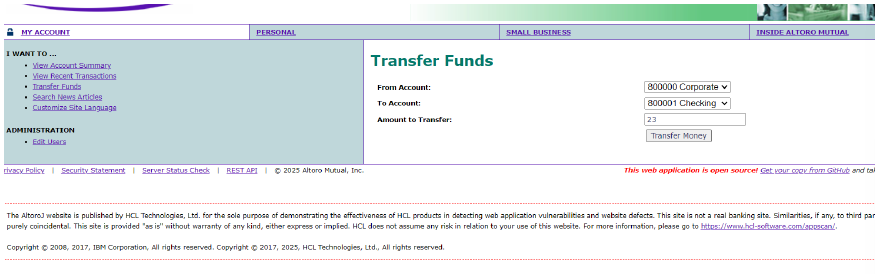 MY ACCOUNT PERSONAL SMALL BUSINESS INSIDE ALTORO MUTUAL
I WANT TO ...
View Account Summary
View Recent Transactions
Transfer Funds
Search News Articles
Customize Site Language
ADMINISTRATION
Edit Users
Transfer Funds
From Account: 800000 Corporate
To Account: 800001 Checking
Amount to Transfer: 23
Transfer Money
rivacy Policy | Security Statement | Server Status Check | REST API | © 2025 Altoro Mutual, Inc. This web application is open source! Get your copy from GitHub and tak
The AltoroJ website is published by HCL Technologies, Ltd. for the sole purpose of demonstrating the effectiveness of HCL products in detecting web application vulnerabilities and website defects. This site is not a real banking site. Similarities, if any, to third par
purely coincidental. This site is provided "as is" without warranty of any kind, either express or implied. HCL does not assume any risk in relation to your use of this website. For more information, please go to https://www.hcl-software.com/appscan/.
Copyright © 2008, 2017, IBM Corporation, All rights reserved. Copyright © 2017, 2025, HCL Technologies, Ltd., All rights reserved.